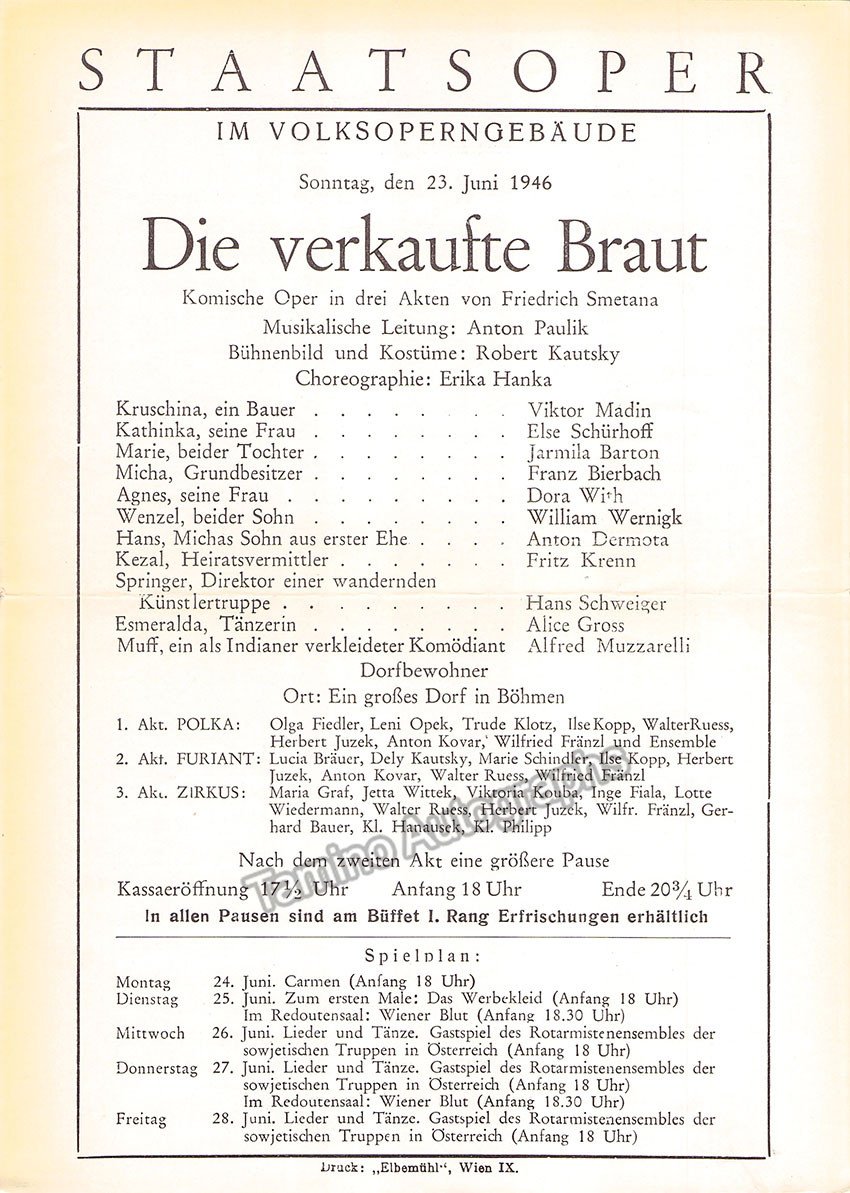 STAATSOPER
IM VOLKSOPERNGEBÄUDE
Sonntag, den 23. Juni 1946
Die verkaufte Braut
Komische Oper in drei Akten von Friedrich Smetana
Musikalische Leitung: Anton Paulik
Bühnenbild und Kostüme: Robert Kautsky
Choreographie: Erika Hanka
Kruschina, ein Bauer . . . . . . . . Viktor Madin
Kathinka, seine Frau . . . . . . . . Else Schürhoff
Marie, beider Tochter . . . . . . . . Jarmila Barton
Micha, Grundbesitzer . . . . . . . . Franz Bierbach
Agnes, seine Frau . . . . . . . . . Dora With
Wenzel, beider Sohn . . . . . . . . William Wernigk
Hans, Michas Sohn aus erster Ehe . . . . Anton Dermota
Kezal, Heiratsvermittler . . . . . . . Fritz Krenn
Springer, Direktor einer wandernden
Künstlertruppe . . . . . . . . . Hans Schweiger
Esmeralda, Tänzerin . . . . . . . . Alice Gross
Muff, ein als Indianer verkleideter Komödiant Alfred Muzzarelli
Dorfbewohner
Ort: Ein großes Dorf in Böhmen
1. Akt. POLKA: Olga Fiedler, Leni Opek, Trude Klotz, Ilse Kopp, Walter Ruess,
Herbert Juzek, Anton Kovar, Wilfried Fränzl und Ensemble
2. Akt. FURIANT: Lucia Bräuer, Dely Kautsky, Marie Schindler, Ilse Kopp, Herbert
Juzek, Anton Kovar, Walter Ruess, Wilfried Fränzl
3. Akt. ZIRKUS: Maria Graf, Jetta Wittek, Viktoria Kouba, Inge Fiala, Lotte
Wiedermann, Walter Ruess, Herbert Juzek, Wilfr. Fränzl, Ger-
hard Bauer, Kl. Hanausek, Kl. Philipp
Tamino Autographs
Nach dem zweiten Akt eine größere Pause
Kassaeröffnung 17½ Uhr Anfang 18 Uhr Ende 20¾ Uhr
In allen Pausen sind am Büffet I. Rang Erfrischungen erhältlich
Spielplan:
Montag 24. Juni. Carmen (Anfang 18 Uhr)
Dienstag 25. Juni. Zum ersten Male: Das Werbekleid (Anfang 18 Uhr)
Im Redoutensaal: Wiener Blut (Anfang 18.30 Uhr)
Mittwoch 26. Juni. Lieder und Tänze. Gastspiel des Rotarmistenensembles der
sowjetischen Truppen in Österreich (Anfang 18 Uhr)
Donnerstag 27. Juni. Lieder und Tänze. Gastspiel des Rotarmistenensembles der
sowjetischen Truppen in Österreich (Anfang 18 Uhr)
Im Redoutensaal: Wiener Blut (Anfang 18.30 Uhr)
Freitag 28. Juni. Lieder und Tänze. Gastspiel des Rotarmistenensembles der
sowjetischen Truppen in Österreich (Anfang 18 Uhr)
Druck: „Elbemühl“, Wien IX.